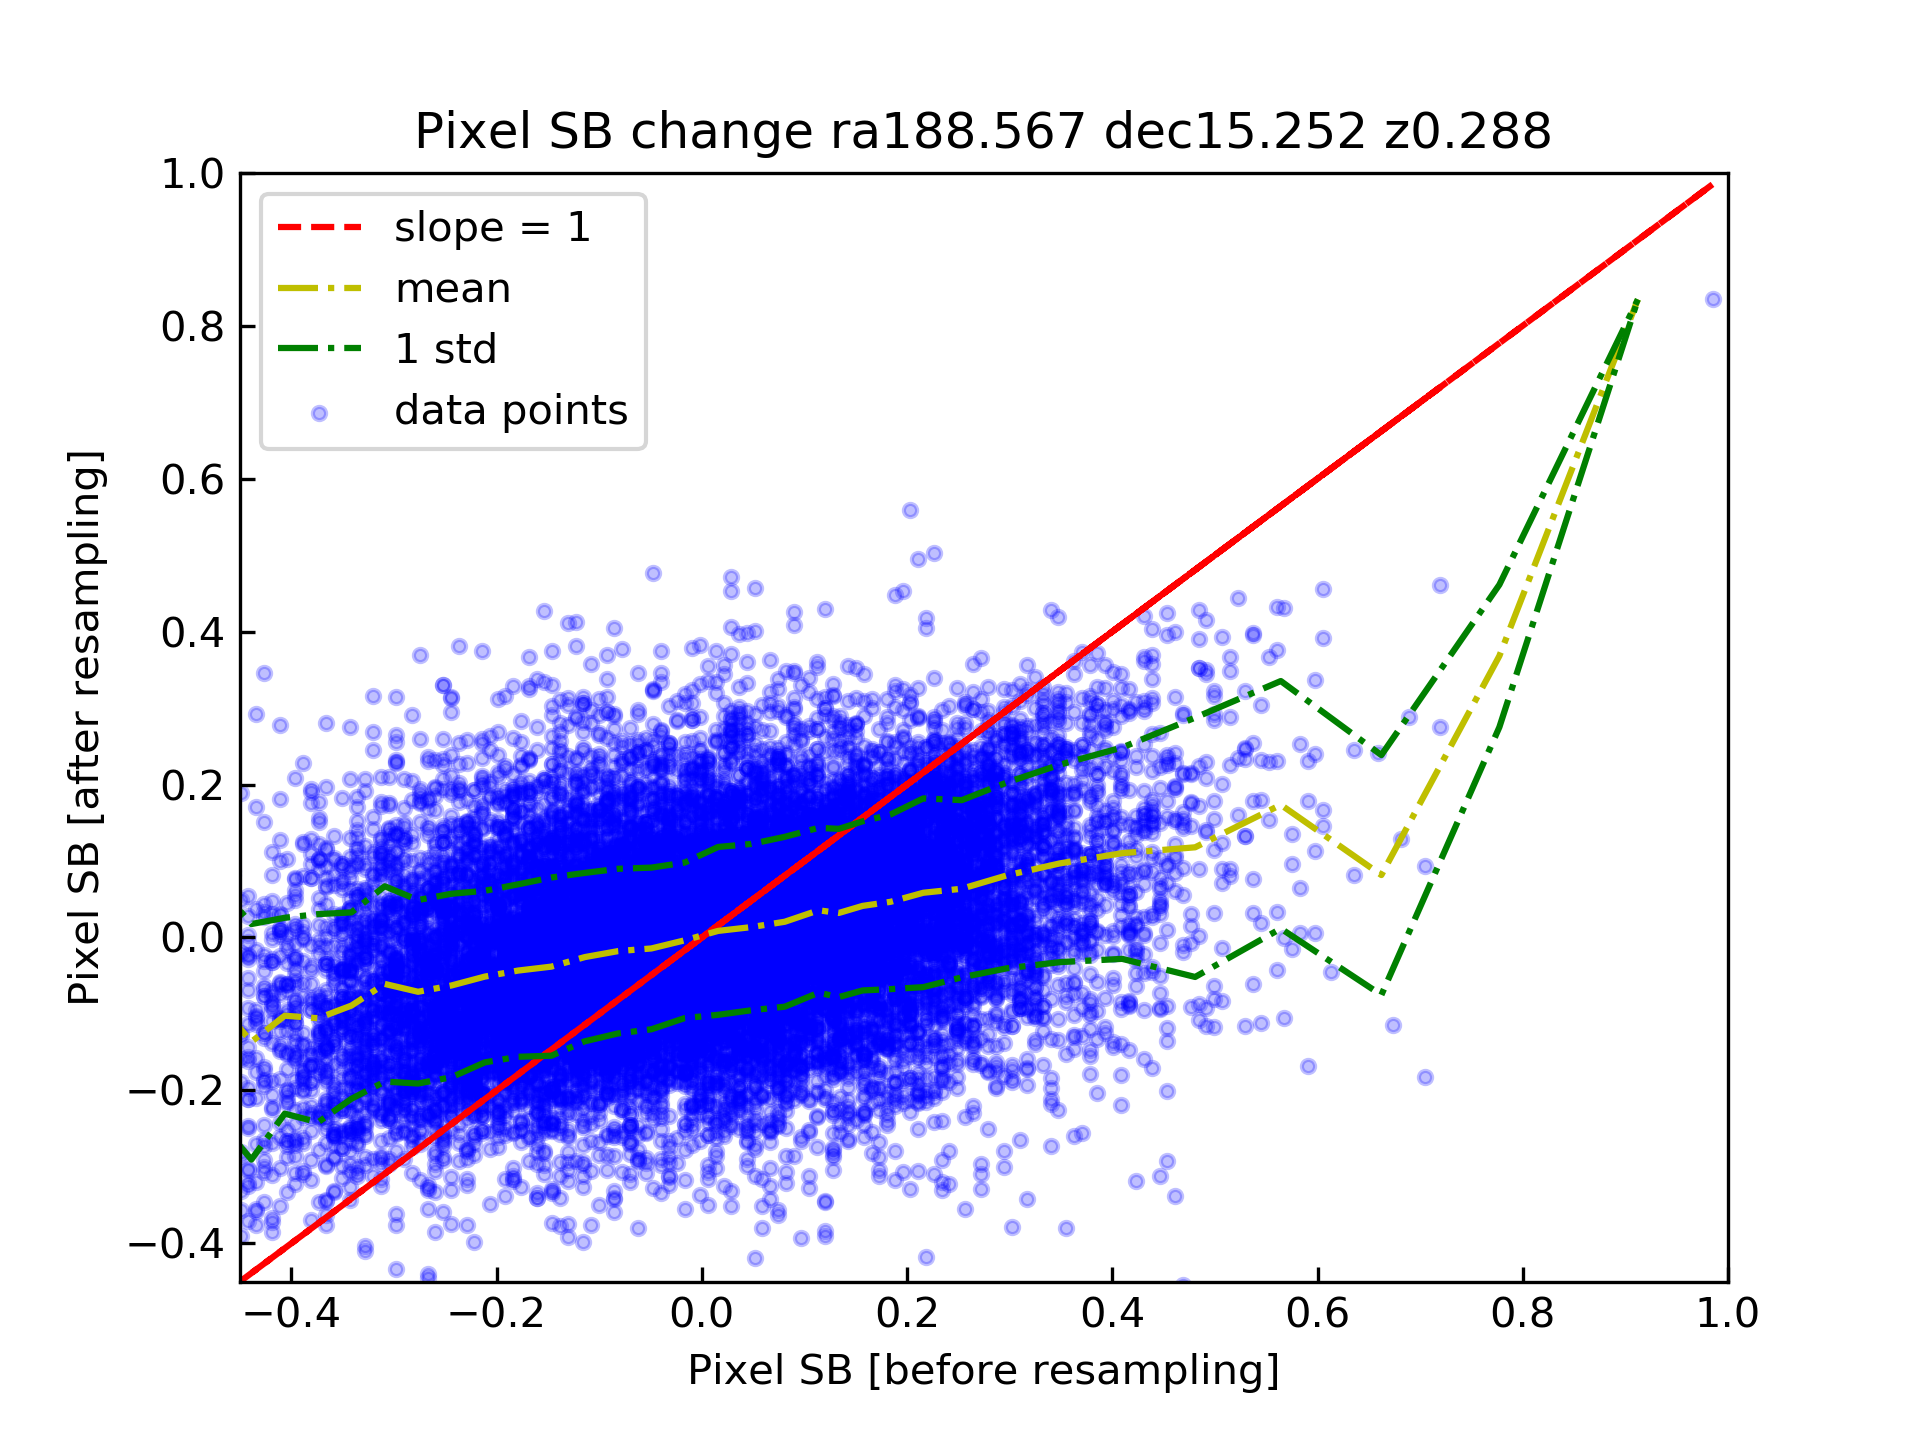 Pixel SB change ra188.567 dec15.252 z0.288
slope = 1
mean
1 std
data points
Pixel SB [after resampling]
1.0
0.8
0.6
0.4
0.2
0.0
−0.2
−0.4
−0.4 −0.2 0.0 0.2 0.4 0.6 0.8 1.0
Pixel SB [before resampling]